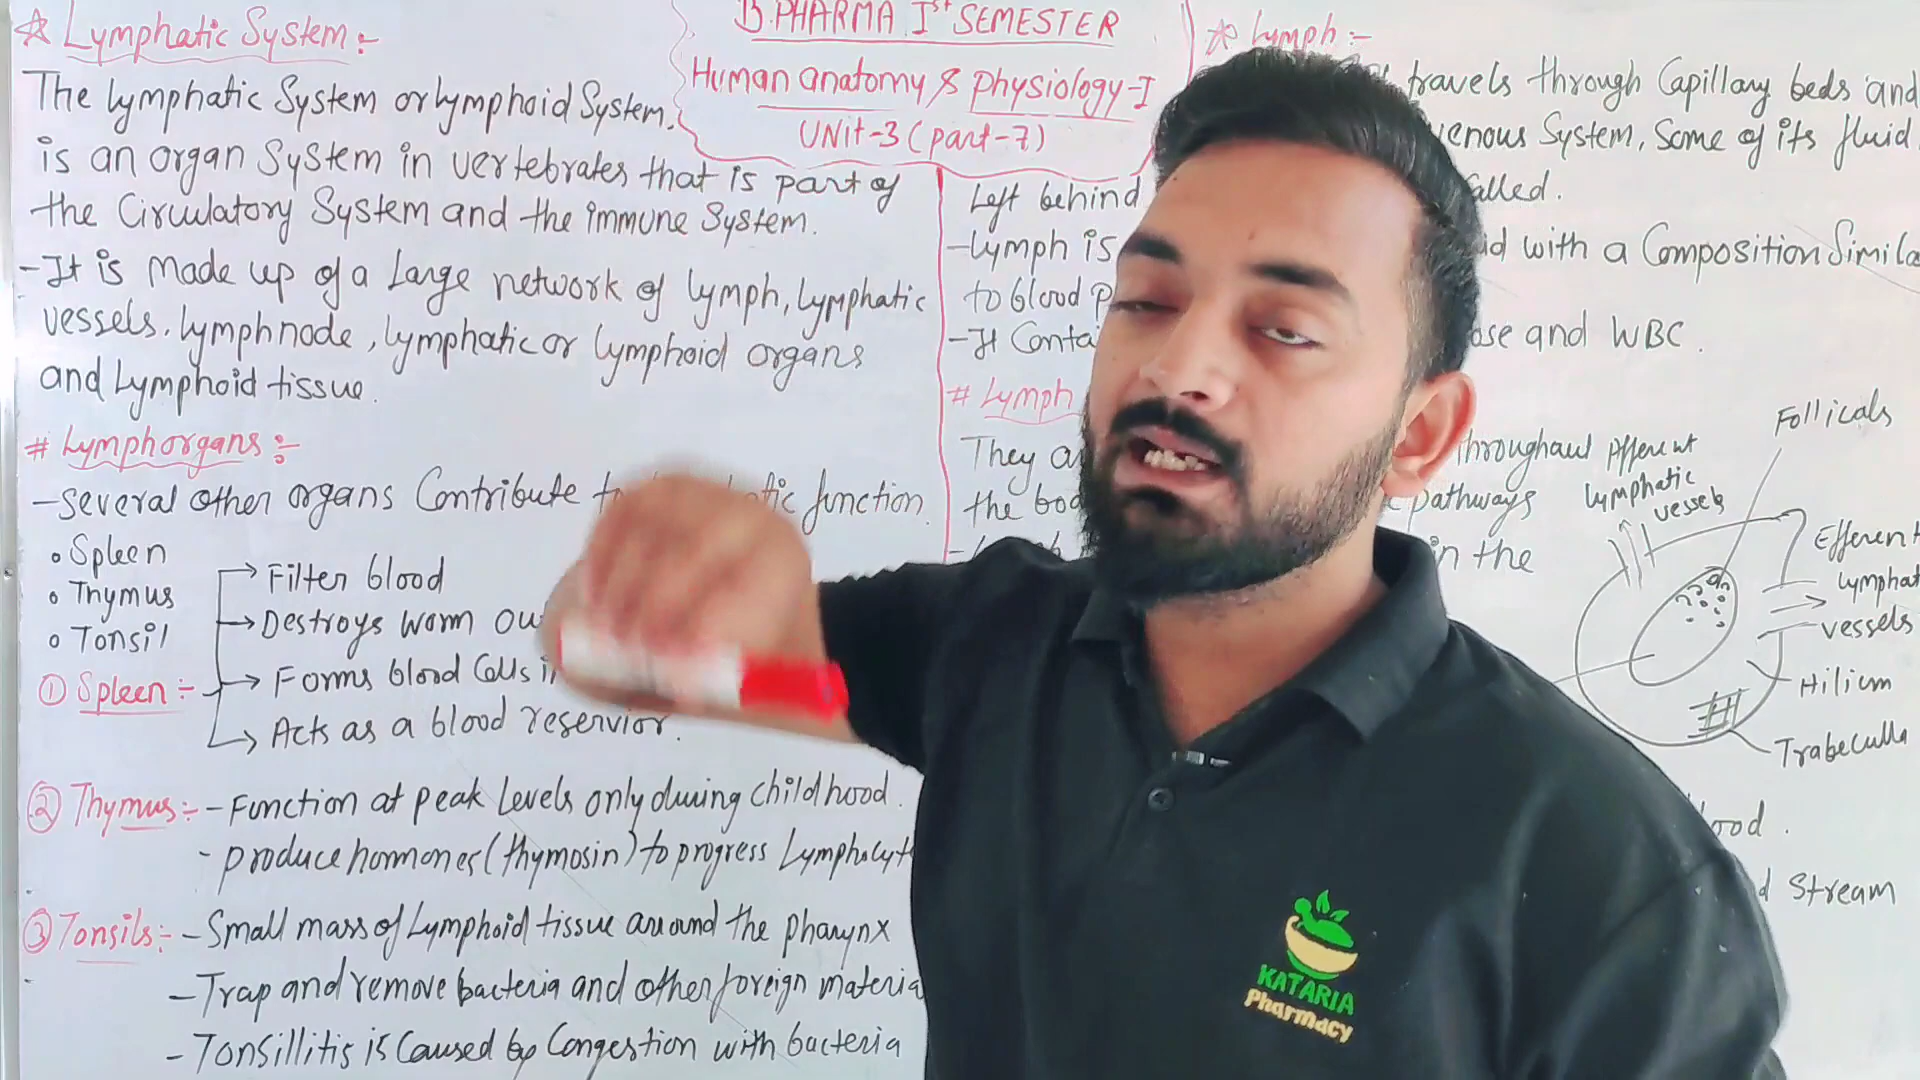 ☆ Lymphatic System :-
The lymphatic System or lymphoid System.
is an organ System in vertebrates that is part of
the Circulatory System and the immune System.
- It is made up of a Large network of lymph, lymphatic
vessels, lymphnode, lymphatic or lymphoid organs
and Lymphoid tissue.
# Lymphorgans :-
- Several other organs Contribute function.
• Spleen
• Thymus
• Tonsil
① Spleen :-
→ Filter blood
→ Destroys worn
→ Forms blood Cells
→ Acts as a blood reservior.
② Thymus :- - Function at peak Levels only during childhood.
- produce hormones (thymosin) to progress
③ Tonsils :- - Small mass of Lymphoid tissue around the pharynx
- Trap and remove bacteria and other foreign
- Tonsillitis is Caused by Congestion with bacteria
B.PHARMA Ist SEMESTER
Human anatomy & physiology-I
UNit-3 (part-7)
☆ Lymph :-
travels through Capillary beds and
System, Some of its fluid
Left behind
- Lymph is with a Composition
to blood
- It and WBC.
# Lymph
They throughout
the pathways
in the
Follicals
Afferent
lymphatic
vessels
Efferent
vessels
Hilium
Trabeculla
Stream
KATARIA
Pharmacy